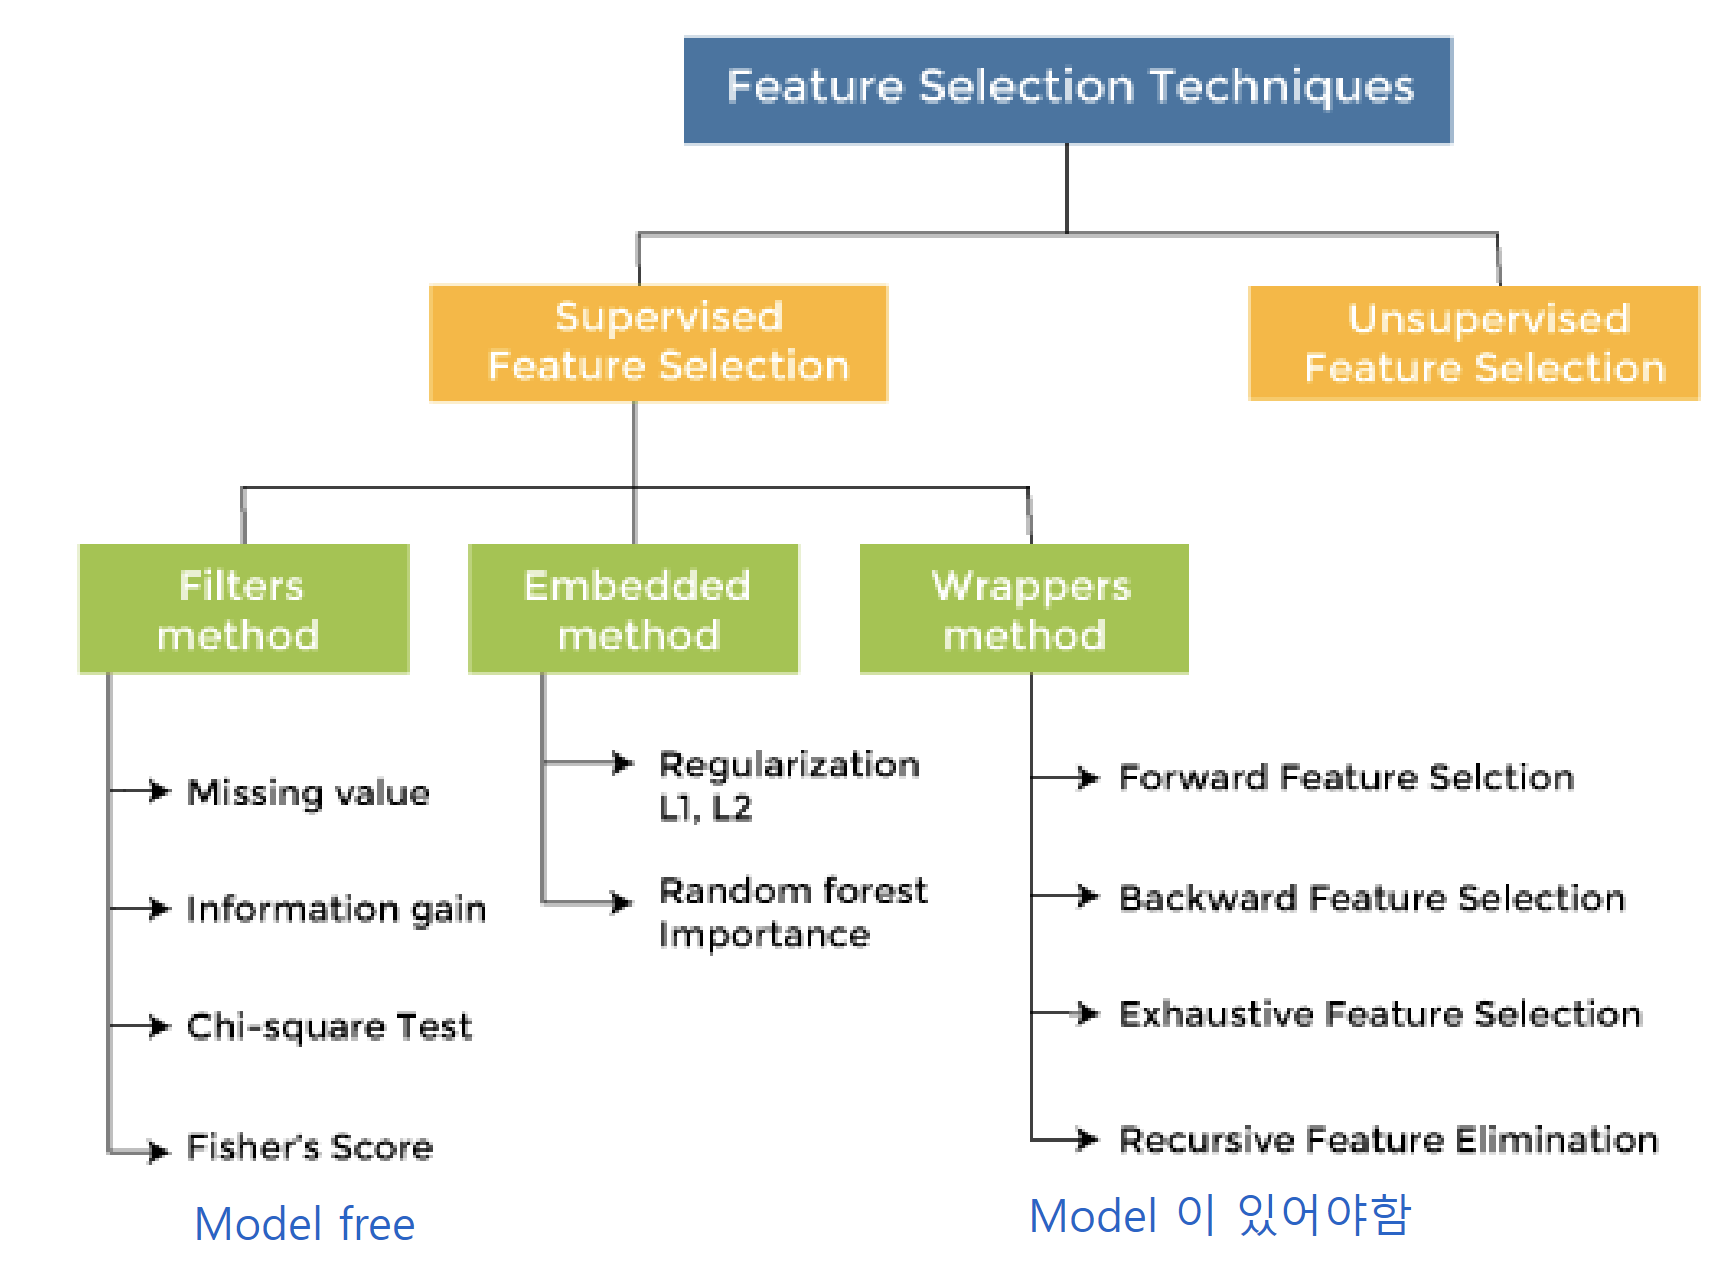 Feature Selection Techniques
Supervised
Feature Selection
Unsupervised
Feature Selection
Filters
method
Missing value
Information gain
Chi-square Test
Fisher's Score
Model free
Embedded
method
Regularization
L1, L2
Random forest
Importance
Wrappers
method
Forward Feature Selction
Backward Feature Selection
Exhaustive Feature Selection
Recursive Feature Elimination
Model 이 있어야함